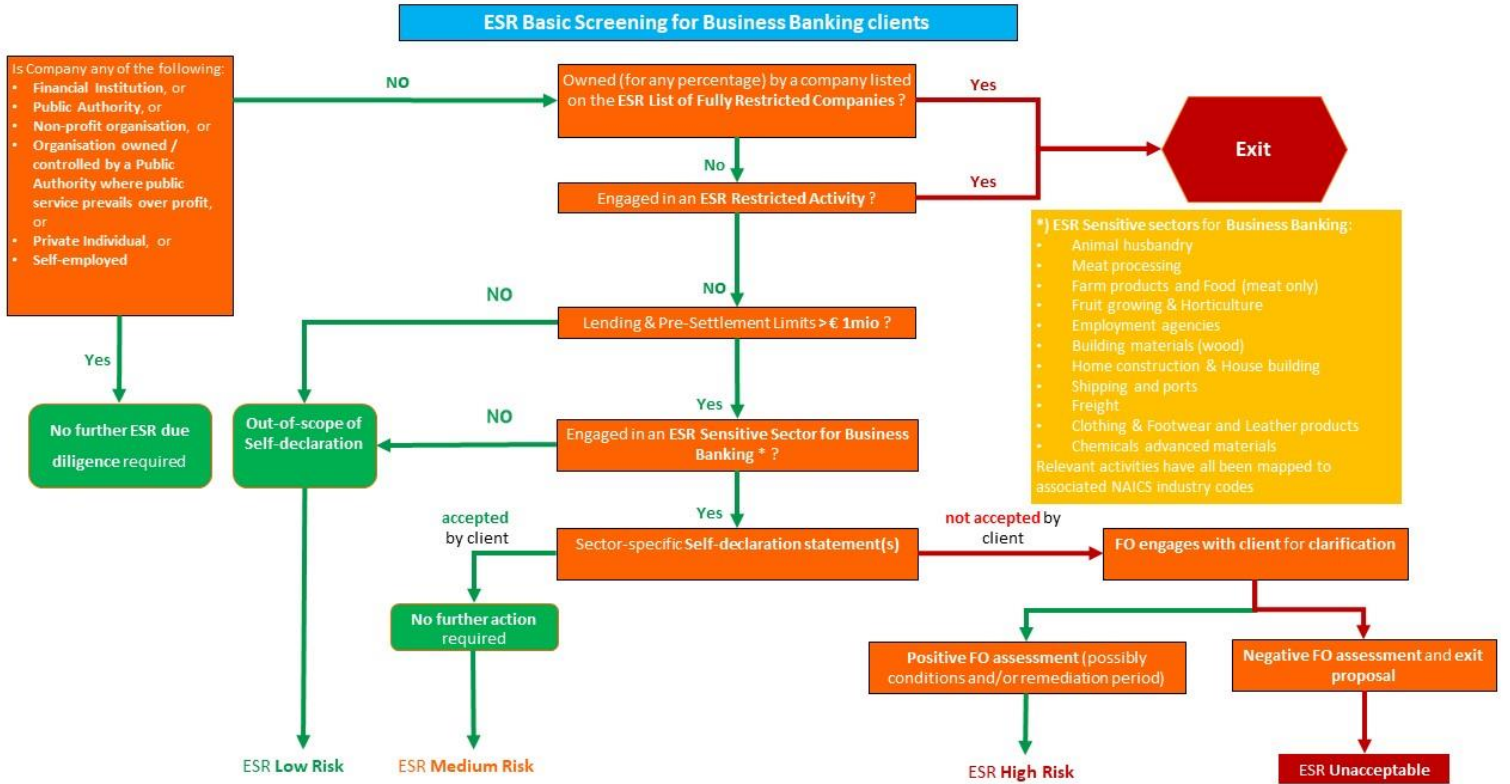 ESR Basic Screening for Business Banking clients
Is Company any of the following:
• Financial Institution, or
• Public Authority, or
• Non-profit organisation, or
• Organisation owned /
controlled by a Public
Authority where public
service prevails over profit,
or
• Private Individual, or
• Self-employed
NO
Owned (for any percentage) by a company listed
on the ESR List of Fully Restricted Companies ?
Yes
Exit
No
Engaged in an ESR Restricted Activity ?
Yes
*) ESR Sensitive sectors for Business Banking:
• Animal husbandry
• Meat processing
• Farm products and Food (meat only)
• Fruit growing & Horticulture
• Employment agencies
• Building materials (wood)
• Home construction & House building
• Shipping and ports
• Freight
• Clothing & Footwear and Leather products
• Chemicals advanced materials
Relevant activities have all been mapped to
associated NAICS industry codes
NO
NO
Lending & Pre-Settlement Limits > € 1mio ?
Yes
Yes
No further ESR due
diligence required
Out-of-scope of
Self-declaration
NO
Engaged in an ESR Sensitive Sector for Business
Banking * ?
Yes
accepted
by client
Sector-specific Self-declaration statement(s)
not accepted by
client
FO engages with client for clarification
No further action
required
Positive FO assessment (possibly
conditions and/or remediation period)
Negative FO assessment and exit
proposal
ESR Low Risk
ESR Medium Risk
ESR High Risk
ESR Unacceptable